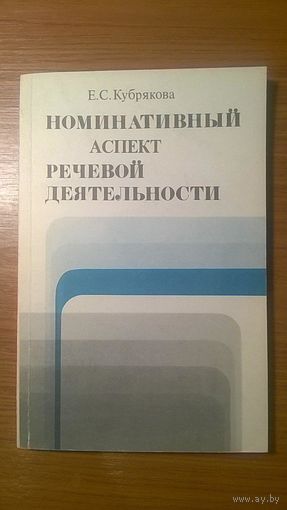 Е.С.Кубрякова
НОМИНАТИВНЫЙ
АСПЕКТ
РЕЧЕВОЙ
ДЕЯТЕЛЬНОСТИ
www.ay.by